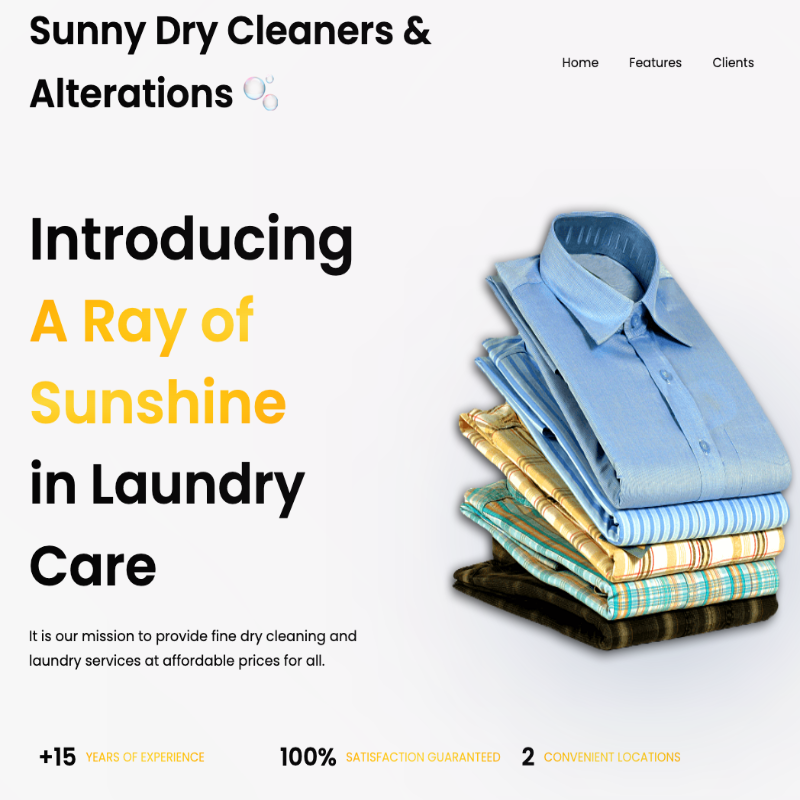 Sunny Dry Cleaners &
Alterations
Home Features Clients
Introducing
A Ray of
Sunshine
in Laundry
Care
It is our mission to provide fine dry cleaning and
laundry services at affordable prices for all.
+15 YEARS OF EXPERIENCE 100% SATISFACTION GUARANTEED 2 CONVENIENT LOCATIONS